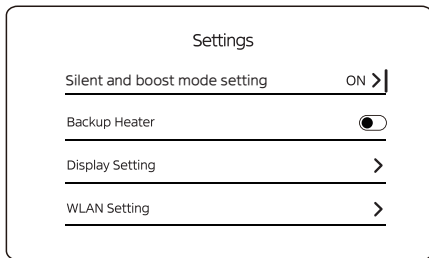 Settings
Silent and boost mode setting ON
Backup Heater
Display Setting
WLAN Setting